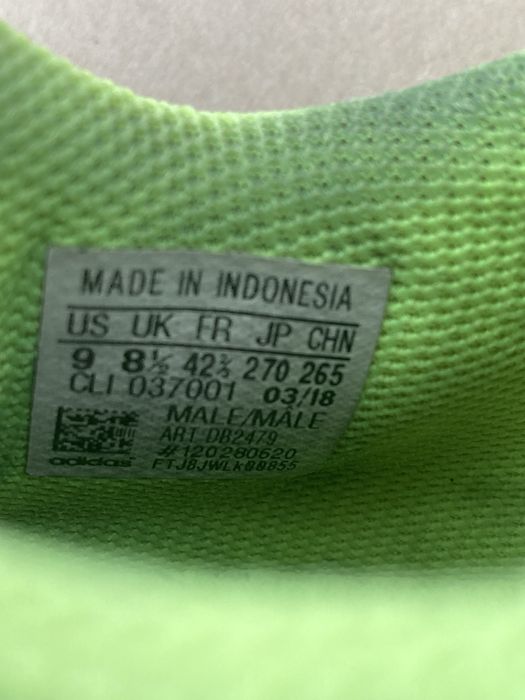 MADE IN INDONESIA
US UK FR JP CHN
9 8½ 42⅔ 270 265
CLI 037001 03/18
MALE/MÂLE
ART DB2479
#120280620
adidas FTJ8JWLK88855